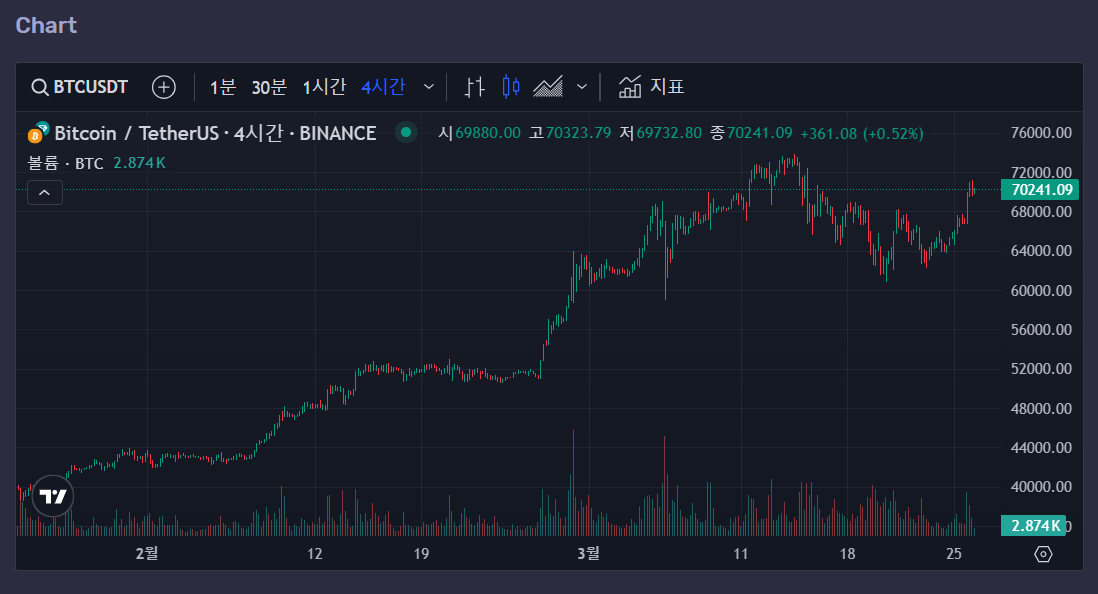 Chart
BTCUSDT 1분 30분 1시간 4시간 지표
Bitcoin / TetherUS · 4시간 · BINANCE 시69880.00 고70323.79 저69732.80 종70241.09 +361.08 (+0.52%)
볼륨 · BTC 2.874K
76000.00
72000.00
70241.09
68000.00
64000.00
60000.00
56000.00
52000.00
48000.00
44000.00
40000.00
2.874K
2월 12 19 3월 11 18 25